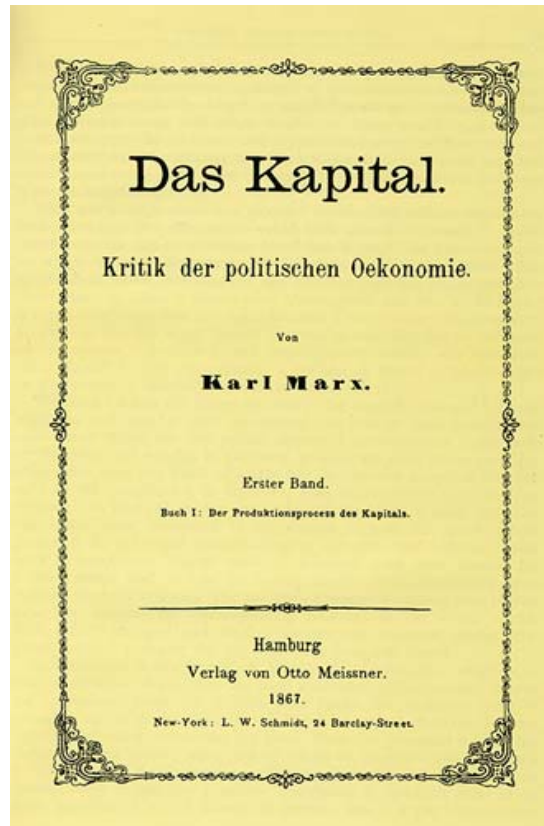 Das Kapital.
Kritik der politischen Oekonomie.
Von
Karl Marx.
Erster Band.
Buch I: Der Produktionsprocess des Kapitals.
Hamburg
Verlag von Otto Meissner.
1867.
New-York: L. W. Schmidt, 24 Barclay-Street.